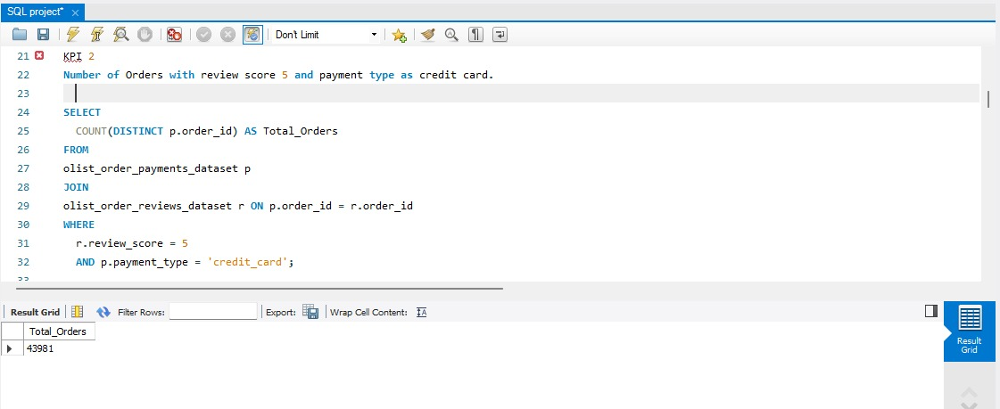 SQL project*
Don't Limit
21 KPI 2
22 Number of Orders with review score 5 and payment type as credit card.
23
24 SELECT
25 COUNT(DISTINCT p.order_id) AS Total_Orders
26 FROM
27 olist_order_payments_dataset p
28 JOIN
29 olist_order_reviews_dataset r ON p.order_id = r.order_id
30 WHERE
31 r.review_score = 5
32 AND p.payment_type = 'credit_card';
33
Result Grid Filter Rows: Export: Wrap Cell Content:
Total_Orders
43981
Result
Grid